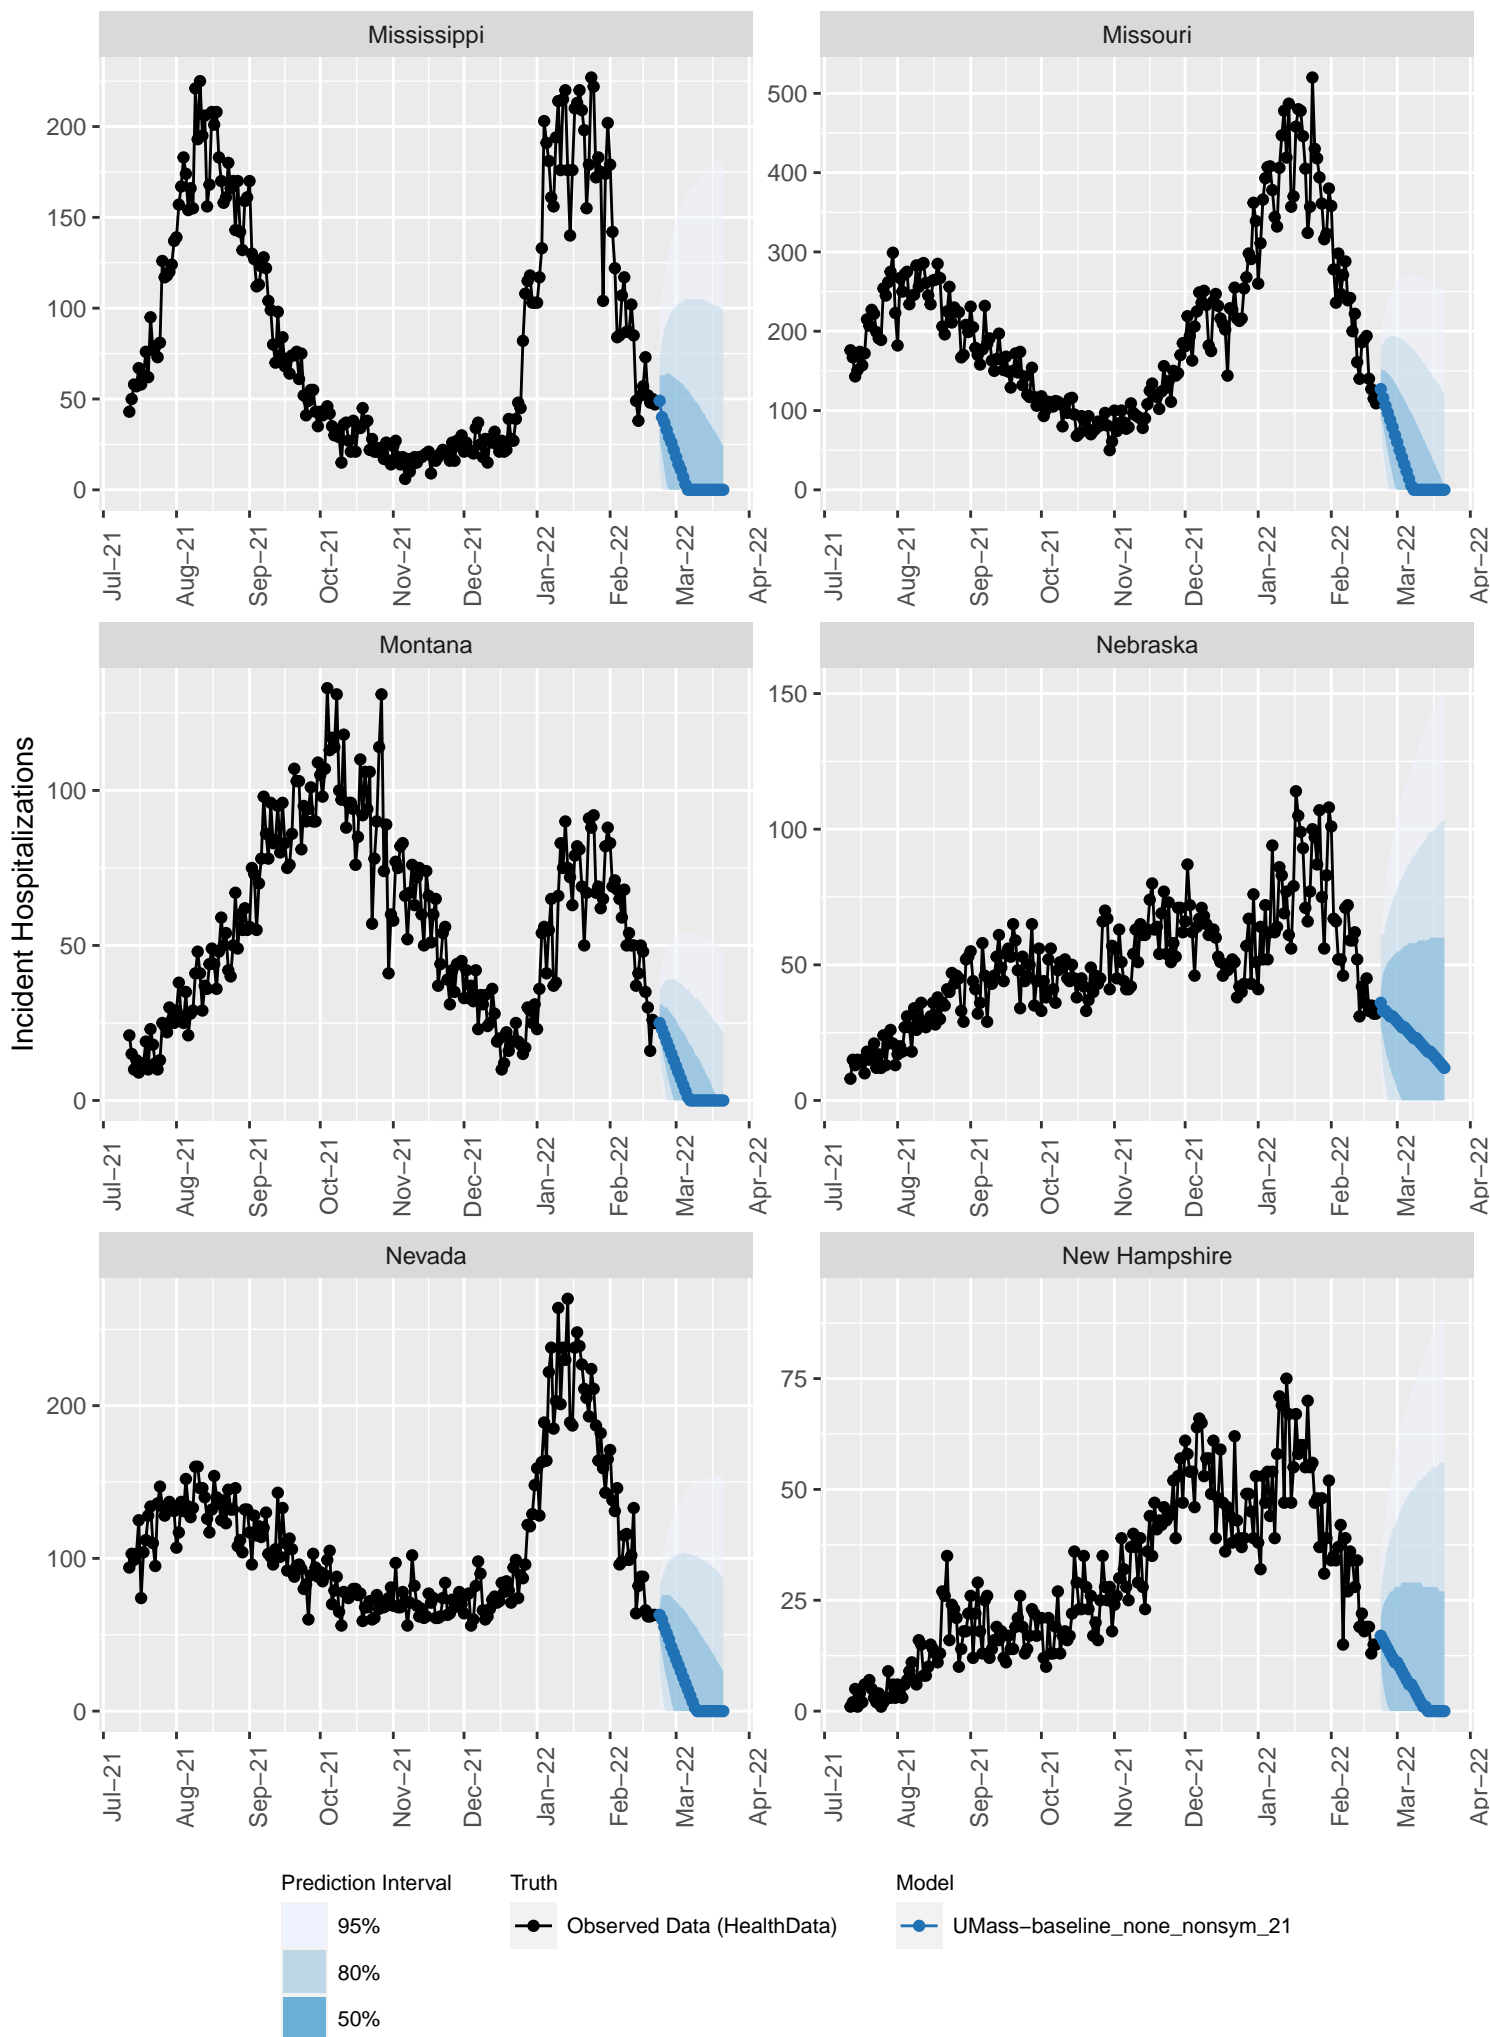 Mississippi
Missouri
200
150
100
50
0
500
400
300
200
100
0
Jul−21
Aug−21
Sep−21
Oct−21
Nov−21
Dec−21
Jan−22
Feb−22
Mar−22
Apr−22
Jul−21
Aug−21
Sep−21
Oct−21
Nov−21
Dec−21
Jan−22
Feb−22
Mar−22
Apr−22
Incident Hospitalizations
Montana
Nebraska
100
50
0
150
100
50
0
Jul−21
Aug−21
Sep−21
Oct−21
Nov−21
Dec−21
Jan−22
Feb−22
Mar−22
Apr−22
Jul−21
Aug−21
Sep−21
Oct−21
Nov−21
Dec−21
Jan−22
Feb−22
Mar−22
Apr−22
Nevada
New Hampshire
200
100
0
75
50
25
0
Jul−21
Aug−21
Sep−21
Oct−21
Nov−21
Dec−21
Jan−22
Feb−22
Mar−22
Apr−22
Jul−21
Aug−21
Sep−21
Oct−21
Nov−21
Dec−21
Jan−22
Feb−22
Mar−22
Apr−22
Prediction Interval
95%
80%
50%
Truth
Observed Data (HealthData)
Model
UMass−baseline_none_nonsym_21